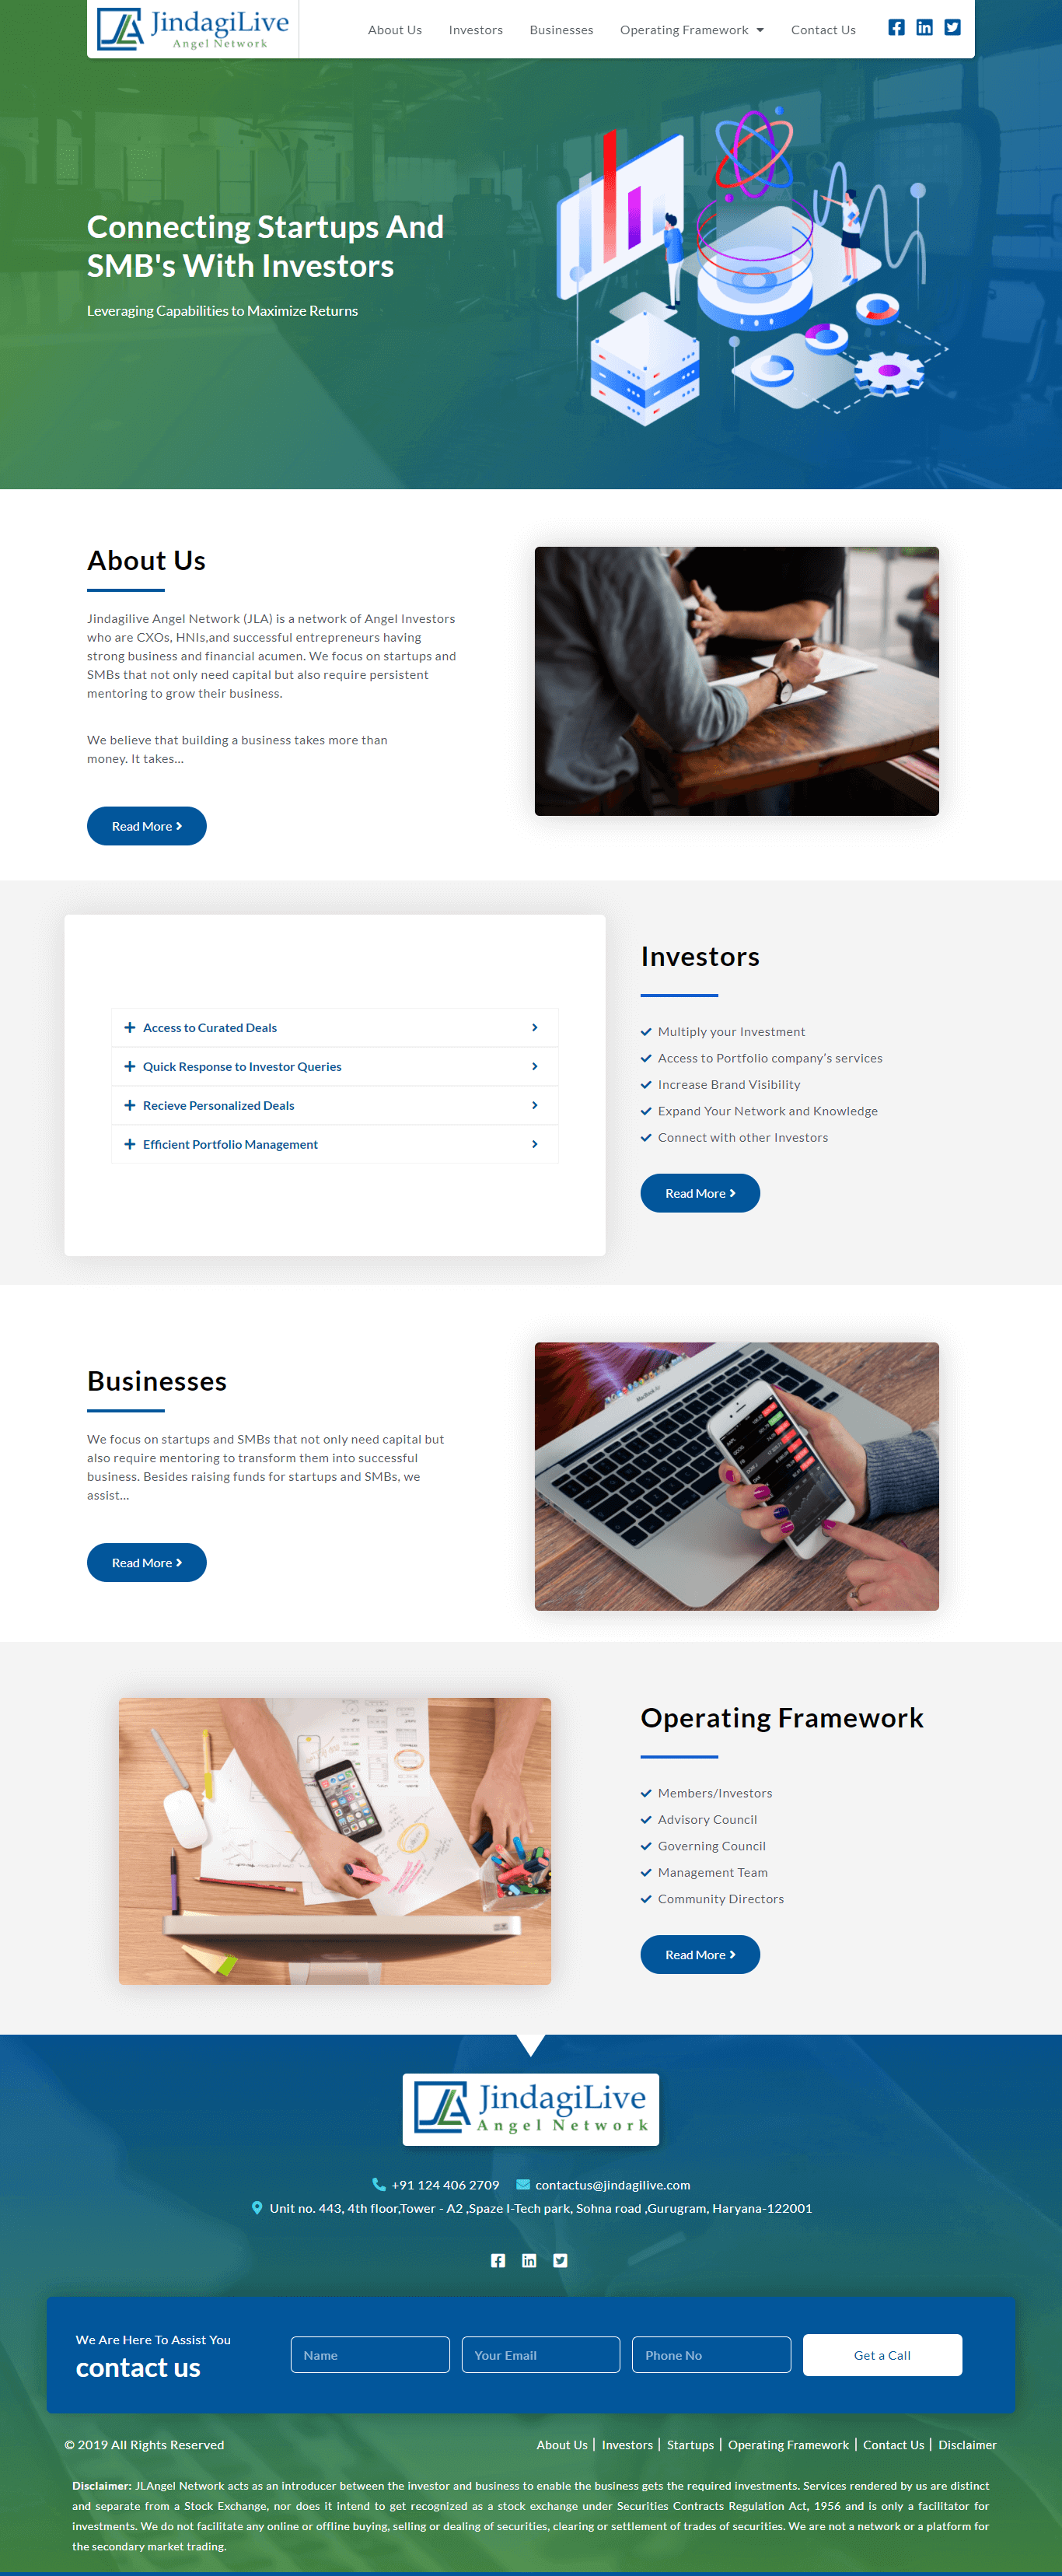 JindagiLive
Angel Network
About Us
Investors
Businesses
Operating Framework
Contact Us
Connecting Startups And
SMB's With Investors
Leveraging Capabilities to Maximize Returns
About Us
Jindagilive Angel Network (JLA) is a network of Angel Investors
who are CXOs, HNIs,and successful entrepreneurs having
strong business and financial acumen. We focus on startups and
SMBs that not only need capital but also require persistent
mentoring to grow their business.
We believe that building a business takes more than
money. It takes...
Read More
Access to Curated Deals
Quick Response to Investor Queries
Recieve Personalized Deals
Efficient Portfolio Management
Investors
Multiply your Investment
Access to Portfolio company's services
Increase Brand Visibility
Expand Your Network and Knowledge
Connect with other Investors
Read More
Businesses
We focus on startups and SMBs that not only need capital but
also require mentoring to transform them into successful
business. Besides raising funds for startups and SMBs, we
assist...
Read More
MacBook Air
Operating Framework
Members/Investors
Advisory Council
Governing Council
Management Team
Community Directors
Read More
JindagiLive
Angel Network
+91 124 406 2709 contactus@jindagilive.com
Unit no. 443, 4th floor,Tower - A2 ,Spaze I-Tech park, Sohna road ,Gurugram, Haryana-122001
We Are Here To Assist You
contact us
Name
Your Email
Phone No
Get a Call
© 2019 All Rights Reserved
About Us | Investors | Startups | Operating Framework | Contact Us | Disclaimer
Disclaimer: JLAngel Network acts as an introducer between the investor and business to enable the business gets the required investments. Services rendered by us are distinct
and separate from a Stock Exchange, nor does it intend to get recognized as a stock exchange under Securities Contracts Regulation Act, 1956 and is only a facilitator for
investments. We do not facilitate any online or offline buying, selling or dealing of securities, clearing or settlement of trades of securities. We are not a network or a platform for
the secondary market trading.